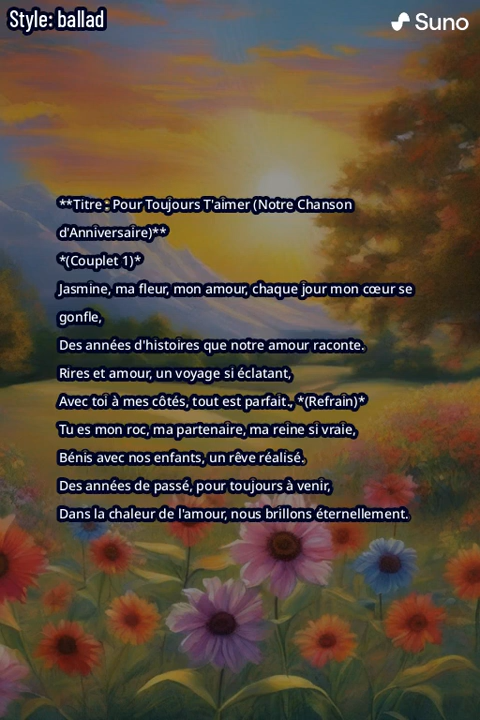 Style: ballad
Suno
**Titre : Pour Toujours T'aimer (Notre Chanson
d'Anniversaire)**
*(Couplet 1)*
Jasmine, ma fleur, mon amour, chaque jour mon cœur se
gonfle,
Des années d'histoires que notre amour raconte.
Rires et amour, un voyage si éclatant,
Avec toi à mes côtés, tout est parfait., *(Refrain)*
Tu es mon roc, ma partenaire, ma reine si vraie,
Bénis avec nos enfants, un rêve réalisé.
Des années de passé, pour toujours à venir,
Dans la chaleur de l'amour, nous brillons éternellement.